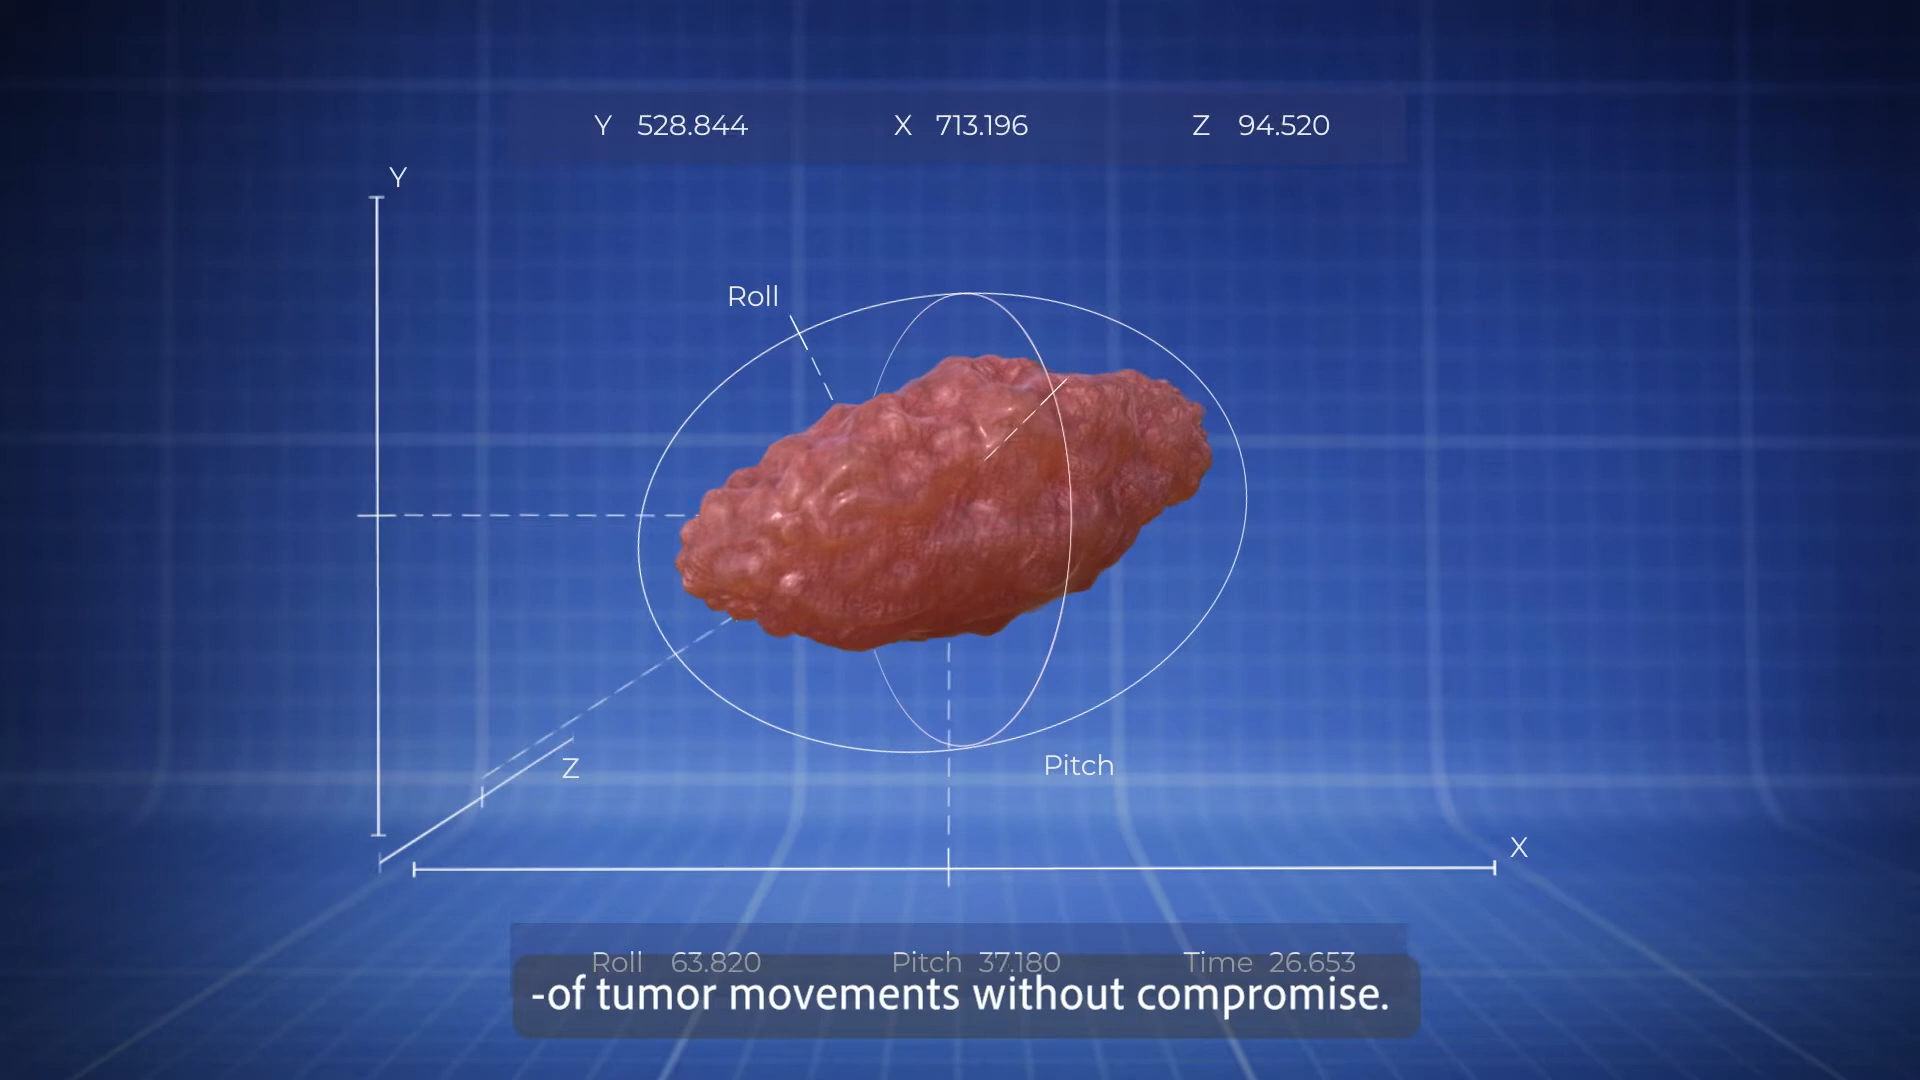 Y 528.844 X 713.196 Z 94.520
Y
Roll
Z
Pitch
X
Roll 63.820 Pitch 37.180 Time 26.653
-of tumor movements without compromise.